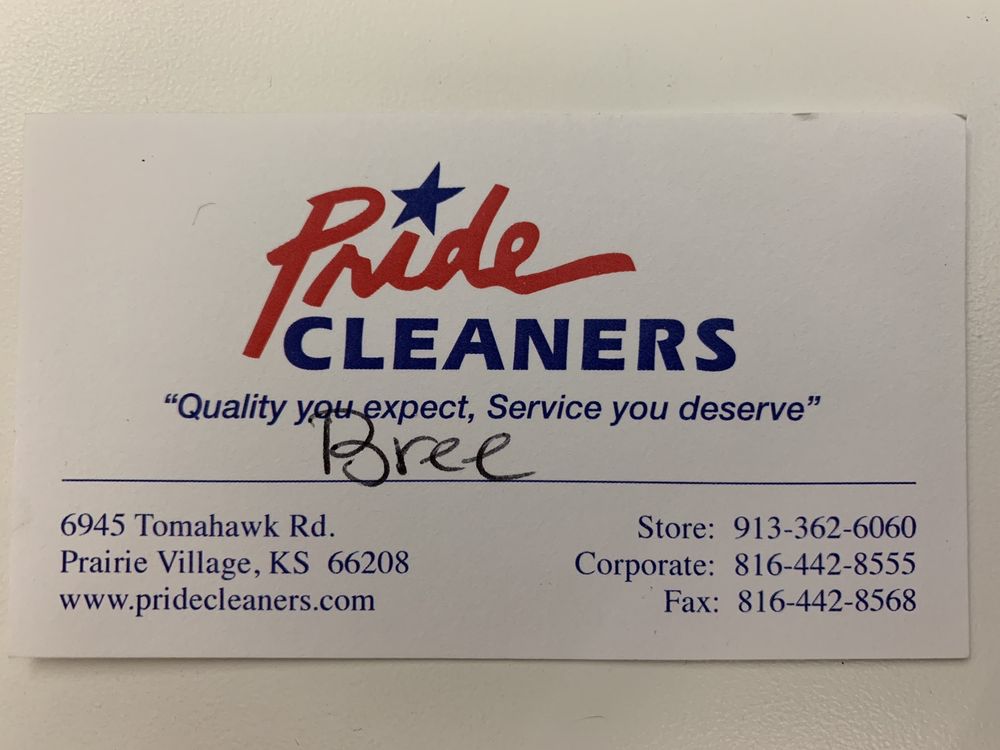 Pride
CLEANERS
“Quality you expect, Service you deserve”
Bree
6945 Tomahawk Rd.
Prairie Village, KS 66208
www.pridecleaners.com
Store: 913-362-6060
Corporate: 816-442-8555
Fax: 816-442-8568